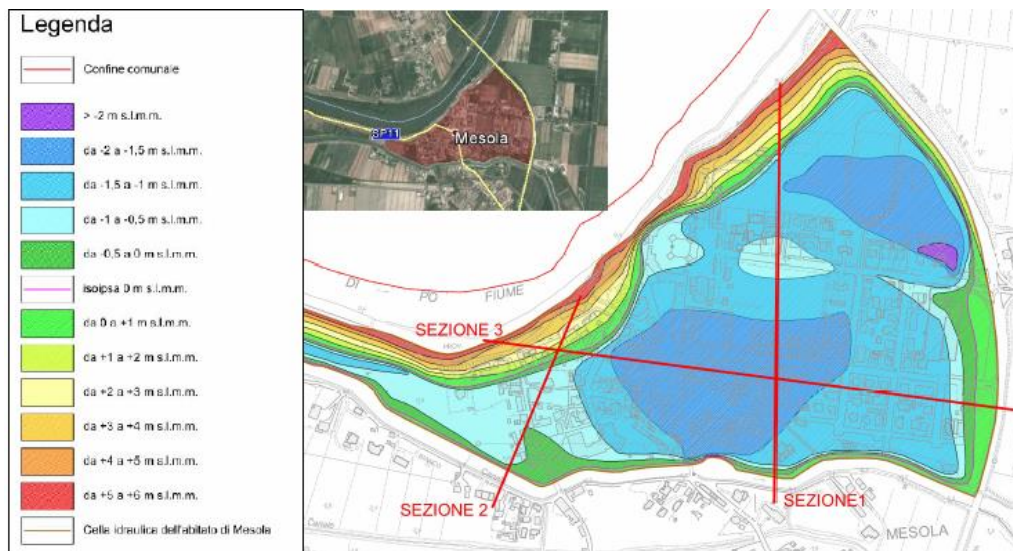 Legenda
Confine comunale
> -2 m s.l.m.m.
da -2 a -1,5 m s.l.m.m.
da -1,5 a -1 m s.l.m.m.
da -1 a -0,5 m s.l.m.m.
da -0,5 a 0 m s.l.m.m.
isoipsa 0 m s.l.m.m.
da 0 a +1 m s.l.m.m.
da +1 a +2 m s.l.m.m.
da +2 a +3 m s.l.m.m.
da +3 a +4 m s.l.m.m.
da +4 a +5 m s.l.m.m.
da +5 a +6 m s.l.m.m.
Cella idraulica dell'abitato di Mesola
SP11
Mesola
DI PO FIUME
SEZIONE 3
SEZIONE 2
SEZIONE1
MESOLA